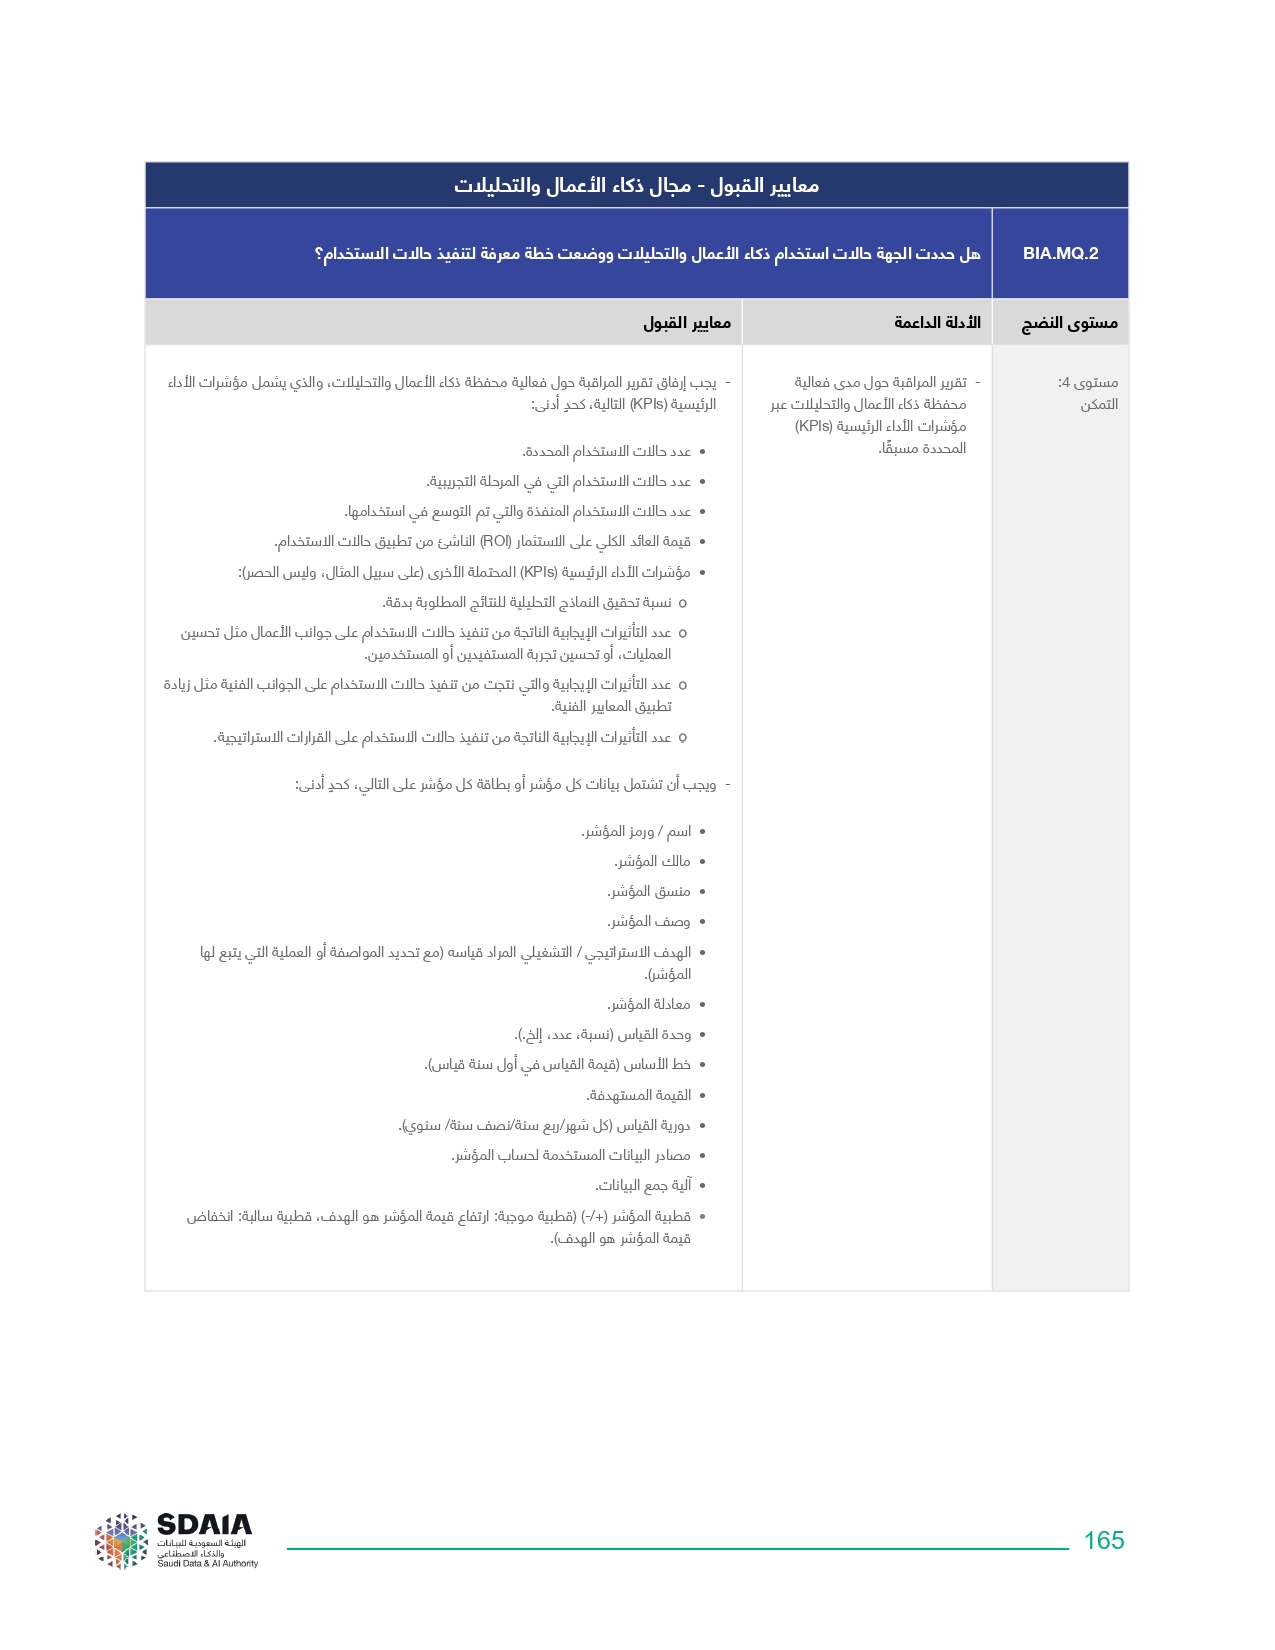 معايير القبول - مجال ذكاء الأعمال والتحليلات
BIA.MQ.2
هل حددت الجهة حالات استخدام ذكاء الأعمال والتحليلات ووضعت خطة معرفة لتنفيذ حالات الاستخدام؟
مستوى النضج
الأدلة الداعمة
معايير القبول
مستوى 4:
التمكن
- تقرير المراقبة حول مدى فعالية
محفظة ذكاء الأعمال والتحليلات عبر
مؤشرات الأداء الرئيسية (KPIs)
المحددة مسبقًا.
- يجب إرفاق تقرير المراقبة حول فعالية محفظة ذكاء الأعمال والتحليلات، والذي يشمل مؤشرات الأداء
الرئيسية (KPIs) التالية، كحدٍ أدنى:
• عدد حالات الاستخدام المحددة.
• عدد حالات الاستخدام التي في المرحلة التجريبية.
• عدد حالات الاستخدام المنفذة والتي تم التوسع في استخدامها.
• قيمة العائد الكلي على الاستثمار (ROI) الناشئ من تطبيق حالات الاستخدام.
• مؤشرات الأداء الرئيسية (KPIs) المحتملة الأخرى (على سبيل المثال، وليس الحصر):
o نسبة تحقيق النماذج التحليلية للنتائج المطلوبة بدقة.
o عدد التأثيرات الإيجابية الناتجة من تنفيذ حالات الاستخدام على جوانب الأعمال مثل تحسين
العمليات، أو تحسين تجربة المستفيدين أو المستخدمين.
o عدد التأثيرات الإيجابية والتي نتجت من تنفيذ حالات الاستخدام على الجوانب الفنية مثل زيادة
تطبيق المعايير الفنية.
o عدد التأثيرات الإيجابية الناتجة من تنفيذ حالات الاستخدام على القرارات الاستراتيجية.
- ويجب أن تشتمل بيانات كل مؤشر أو بطاقة كل مؤشر على التالي، كحدٍ أدنى:
• اسم / ورمز المؤشر.
• مالك المؤشر.
• منسق المؤشر.
• وصف المؤشر.
• الهدف الاستراتيجي / التشغيلي المراد قياسه (مع تحديد المواصفة أو العملية التي يتبع لها
المؤشر).
• معادلة المؤشر.
• وحدة القياس (نسبة، عدد، إلخ.).
• خط الأساس (قيمة القياس في أول سنة قياس).
• القيمة المستهدفة.
• دورية القياس (كل شهر/ربع سنة/نصف سنة/ سنوي).
• مصادر البيانات المستخدمة لحساب المؤشر.
• آلية جمع البيانات.
• قطبية المؤشر (+/-) (قطبية موجبة: ارتفاع قيمة المؤشر هو الهدف، قطبية سالبة: انخفاض
قيمة المؤشر هو الهدف).
SDAIA
الهيئة السعودية للبيانات
والذكاء الاصطناعي
Saudi Data & AI Authority
165